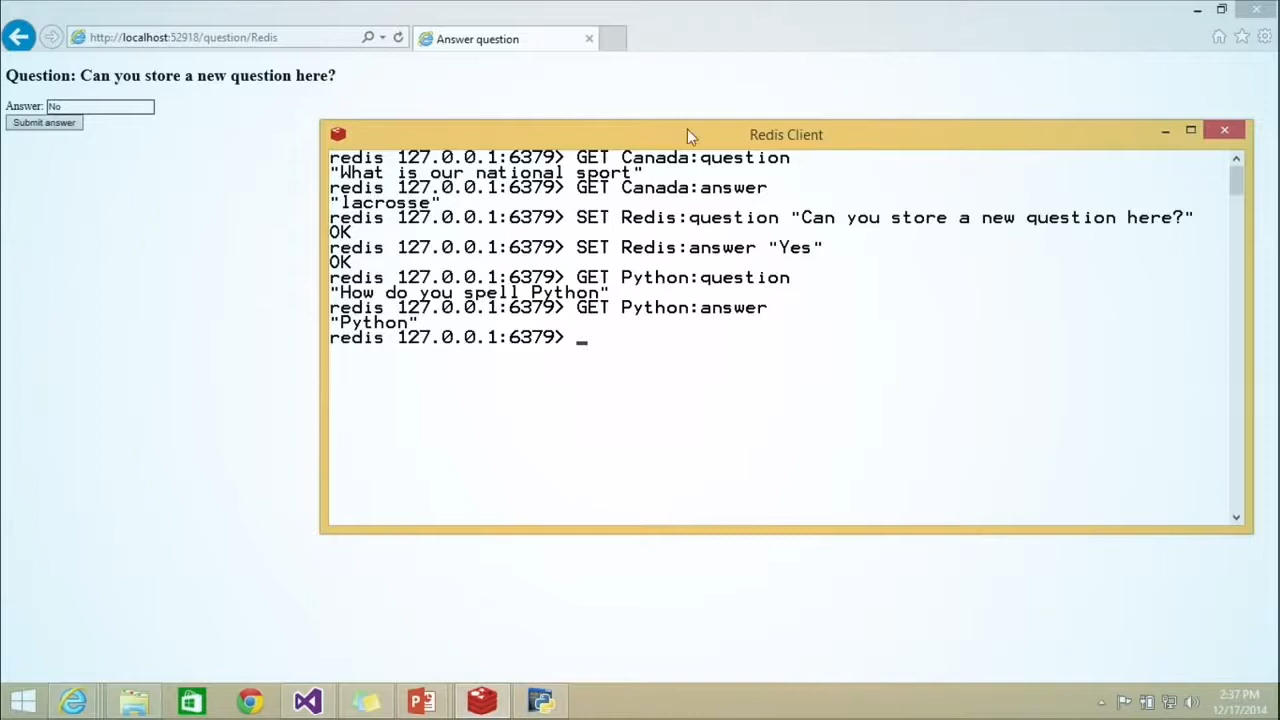 http://localhost:52918/question/Redis
Answer question
Question: Can you store a new question here?
Answer: No
Submit answer
Redis Client
redis 127.0.0.1:6379> GET Canada:question
"What is our national sport"
redis 127.0.0.1:6379> GET Canada:answer
"lacrosse"
redis 127.0.0.1:6379> SET Redis:question "Can you store a new question here?"
OK
redis 127.0.0.1:6379> SET Redis:answer "Yes"
OK
redis 127.0.0.1:6379> GET Python:question
"How do you spell Python"
redis 127.0.0.1:6379> GET Python:answer
"Python"
redis 127.0.0.1:6379> _
2:37 PM
12/17/2014